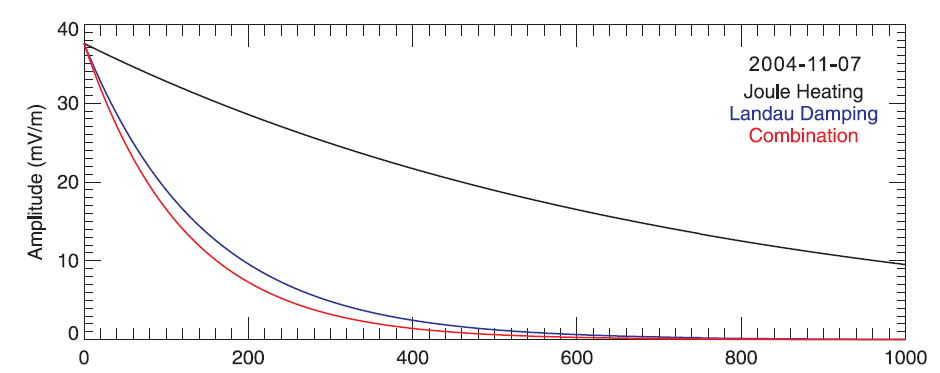 40
30
20
10
0
Amplitude (mV/m)
2004-11-07
Joule Heating
Landau Damping
Combination
0 200 400 600 800 1000